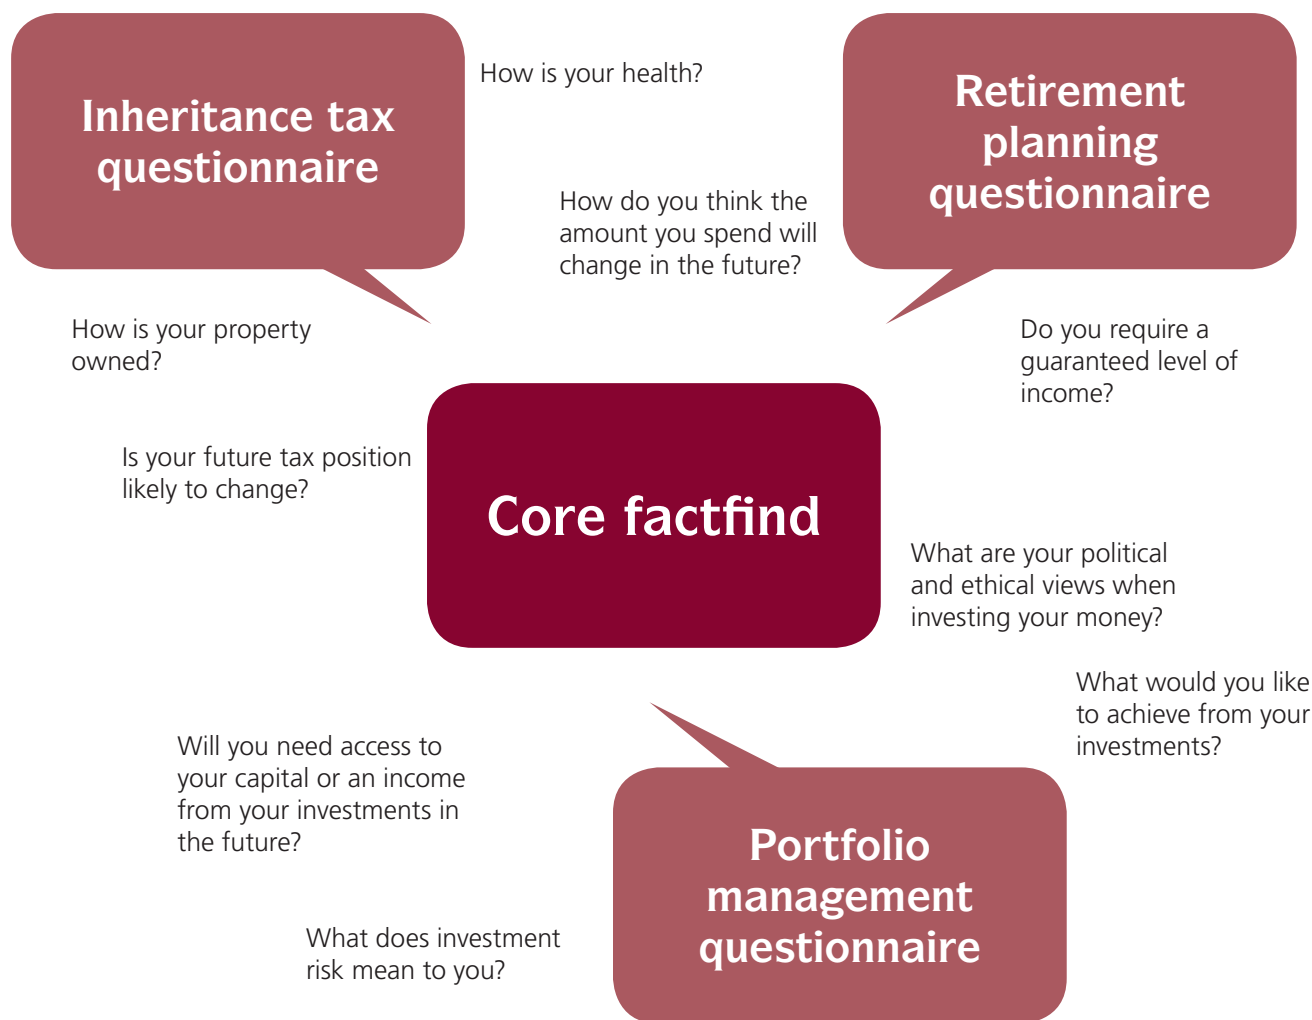 Inheritance tax
questionnaire
How is your health?
Retirement
planning
questionnaire
How do you think the
amount you spend will
change in the future?
How is your property
owned?
Do you require a
guaranteed level of
income?
Is your future tax position
likely to change?
Core factfind
What are your political
and ethical views when
investing your money?
What would you like
to achieve from your
investments?
Will you need access to
your capital or an income
from your investments in
the future?
Portfolio
management
questionnaire
What does investment
risk mean to you?